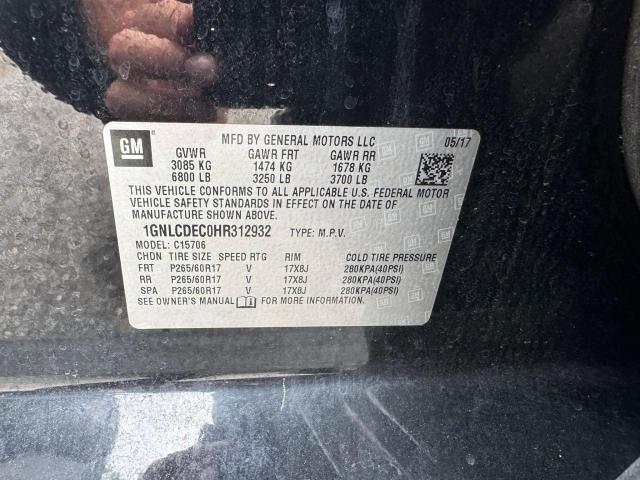 GM
MFD BY GENERAL MOTORS LLC 05/17
GVWR GAWR FRT GAWR RR
3085 KG 1474 KG 1678 KG
6800 LB 3250 LB 3700 LB
THIS VEHICLE CONFORMS TO ALL APPLICABLE U.S. FEDERAL MOTOR
VEHICLE SAFETY STANDARDS IN EFFECT ON THE DATE OF
MANUFACTURE SHOWN ABOVE.
1GNLCDEC0HR312932 TYPE: M.P.V.
MODEL: C15706
CHDN TIRE SIZE SPEED RTG RIM COLD TIRE PRESSURE
FRT P265/60R17 V 17X8J 280KPA(40PSI)
RR P265/60R17 V 17X8J 280KPA(40PSI)
SPA P265/60R17 V 17X8J 280KPA(40PSI)
SEE OWNER'S MANUAL FOR MORE INFORMATION